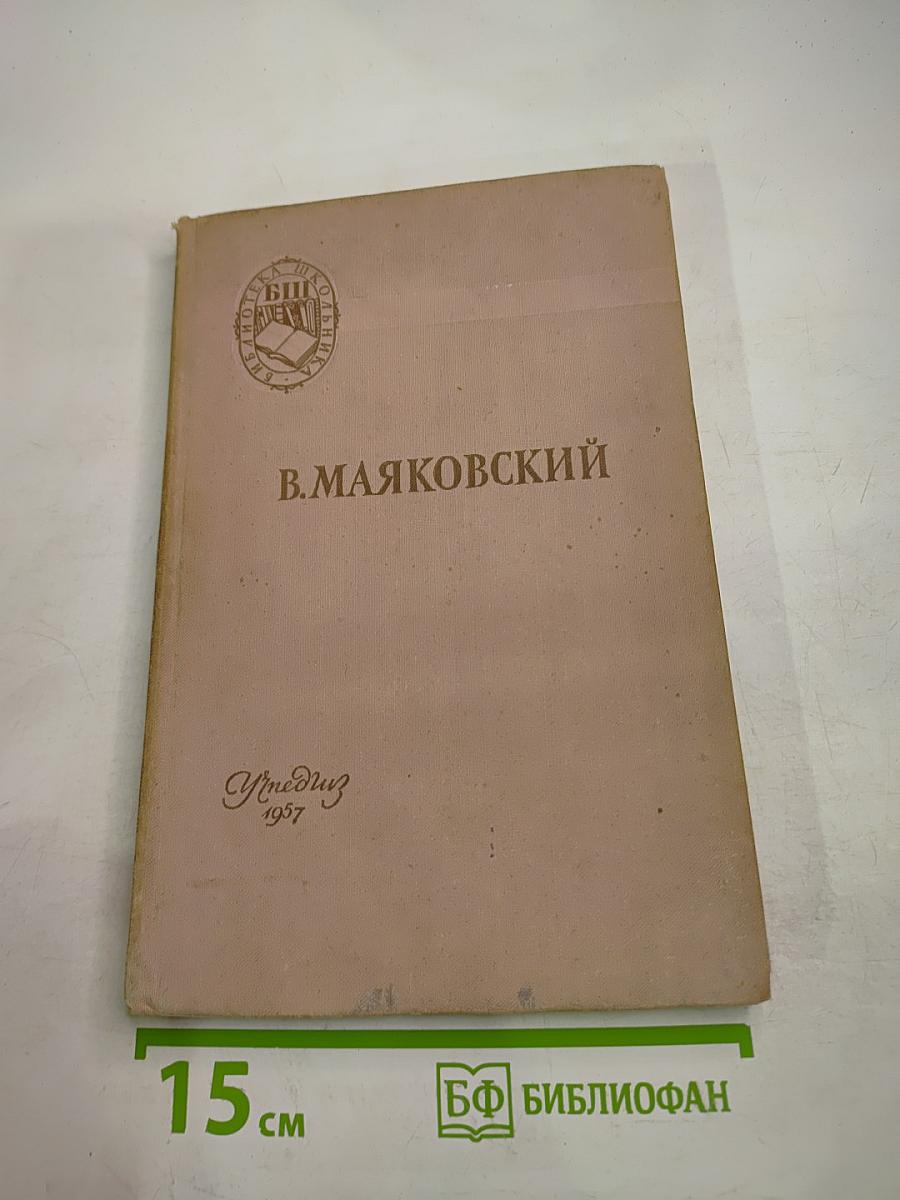 БИБЛИОТЕКА ШКОЛЬНИКА
БШ
В. МАЯКОВСКИЙ
Учпедгиз
1957
15 см
БФ БИБЛИОФАН